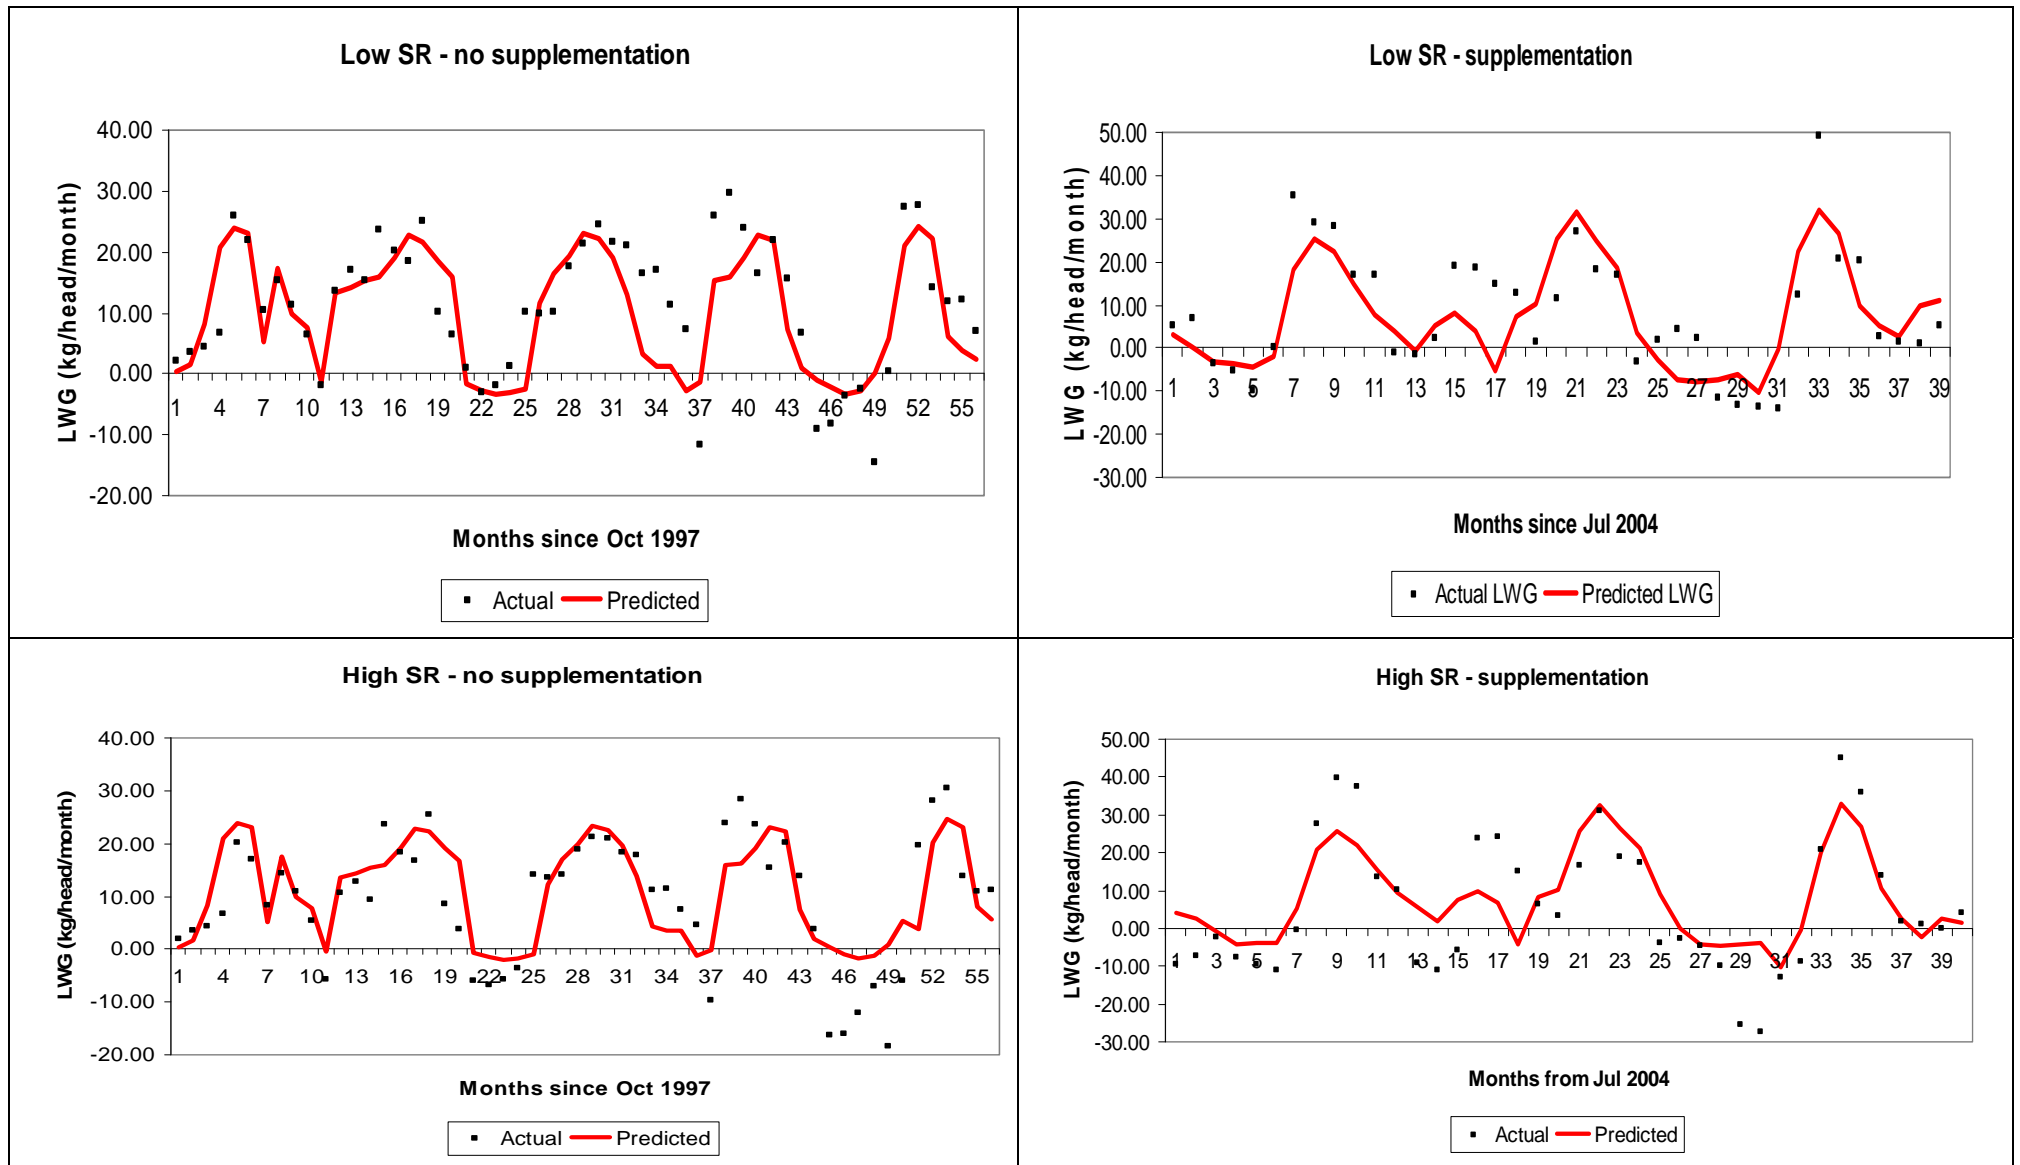 Low SR - no supplementation
40.00
30.00
20.00
10.00
0.00
-10.00
-20.00
LWG (kg/head/month)
1 4 7 10 13 16 19 22 25 28 31 34 37 40 43 46 49 52 55
Months since Oct 1997
Actual Predicted
Low SR - supplementation
50.00
40.00
30.00
20.00
10.00
0.00
-10.00
-20.00
-30.00
LWG (kg/head/month)
1 3 5 7 9 11 13 15 17 19 21 23 25 27 29 31 33 35 37 39
Months since Jul 2004
Actual LWG Predicted LWG
High SR - no supplementation
40.00
30.00
20.00
10.00
0.00
-10.00
-20.00
LWG (kg/head/month)
1 4 7 10 13 16 19 22 25 28 31 34 37 40 43 46 49 52 55
Months since Oct 1997
Actual Predicted
High SR - supplementation
50.00
40.00
30.00
20.00
10.00
0.00
-10.00
-20.00
-30.00
LWG (kg/head/month)
1 3 5 7 9 11 13 15 17 19 21 23 25 27 29 31 33 35 37 39
Months from Jul 2004
Actual Predicted